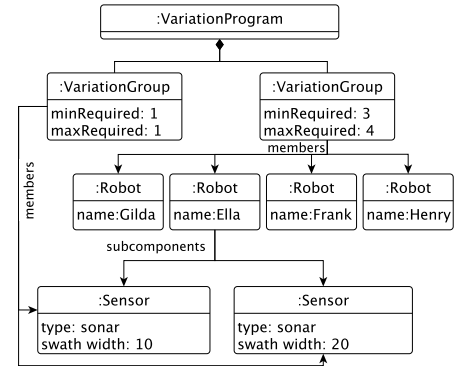 :VariationProgram
:VariationGroup
minRequired: 1
maxRequired: 1
:VariationGroup
minRequired: 3
maxRequired: 4
members
members
:Robot
name:Gilda
:Robot
name:Ella
:Robot
name:Frank
:Robot
name:Henry
subcomponents
:Sensor
type: sonar
swath width: 10
:Sensor
type: sonar
swath width: 20